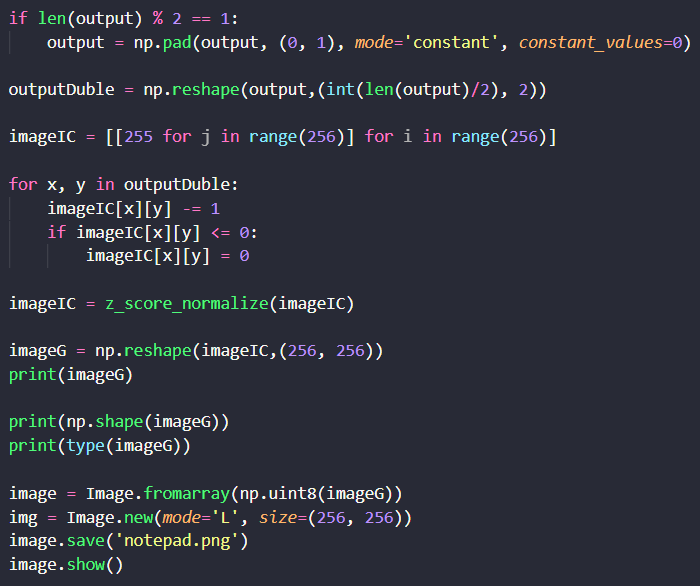 if len(output) % 2 == 1:
    output = np.pad(output, (0, 1), mode='constant', constant_values=0)

outputDuble = np.reshape(output,(int(len(output)/2), 2))

imageIC = [[255 for j in range(256)] for i in range(256)]

for x, y in outputDuble:
    imageIC[x][y] -= 1
    if imageIC[x][y] <= 0:
        imageIC[x][y] = 0

imageIC = z_score_normalize(imageIC)

imageG = np.reshape(imageIC,(256, 256))
print(imageG)

print(np.shape(imageG))
print(type(imageG))

image = Image.fromarray(np.uint8(imageG))
img = Image.new(mode='L', size=(256, 256))
image.save('notepad.png')
image.show()